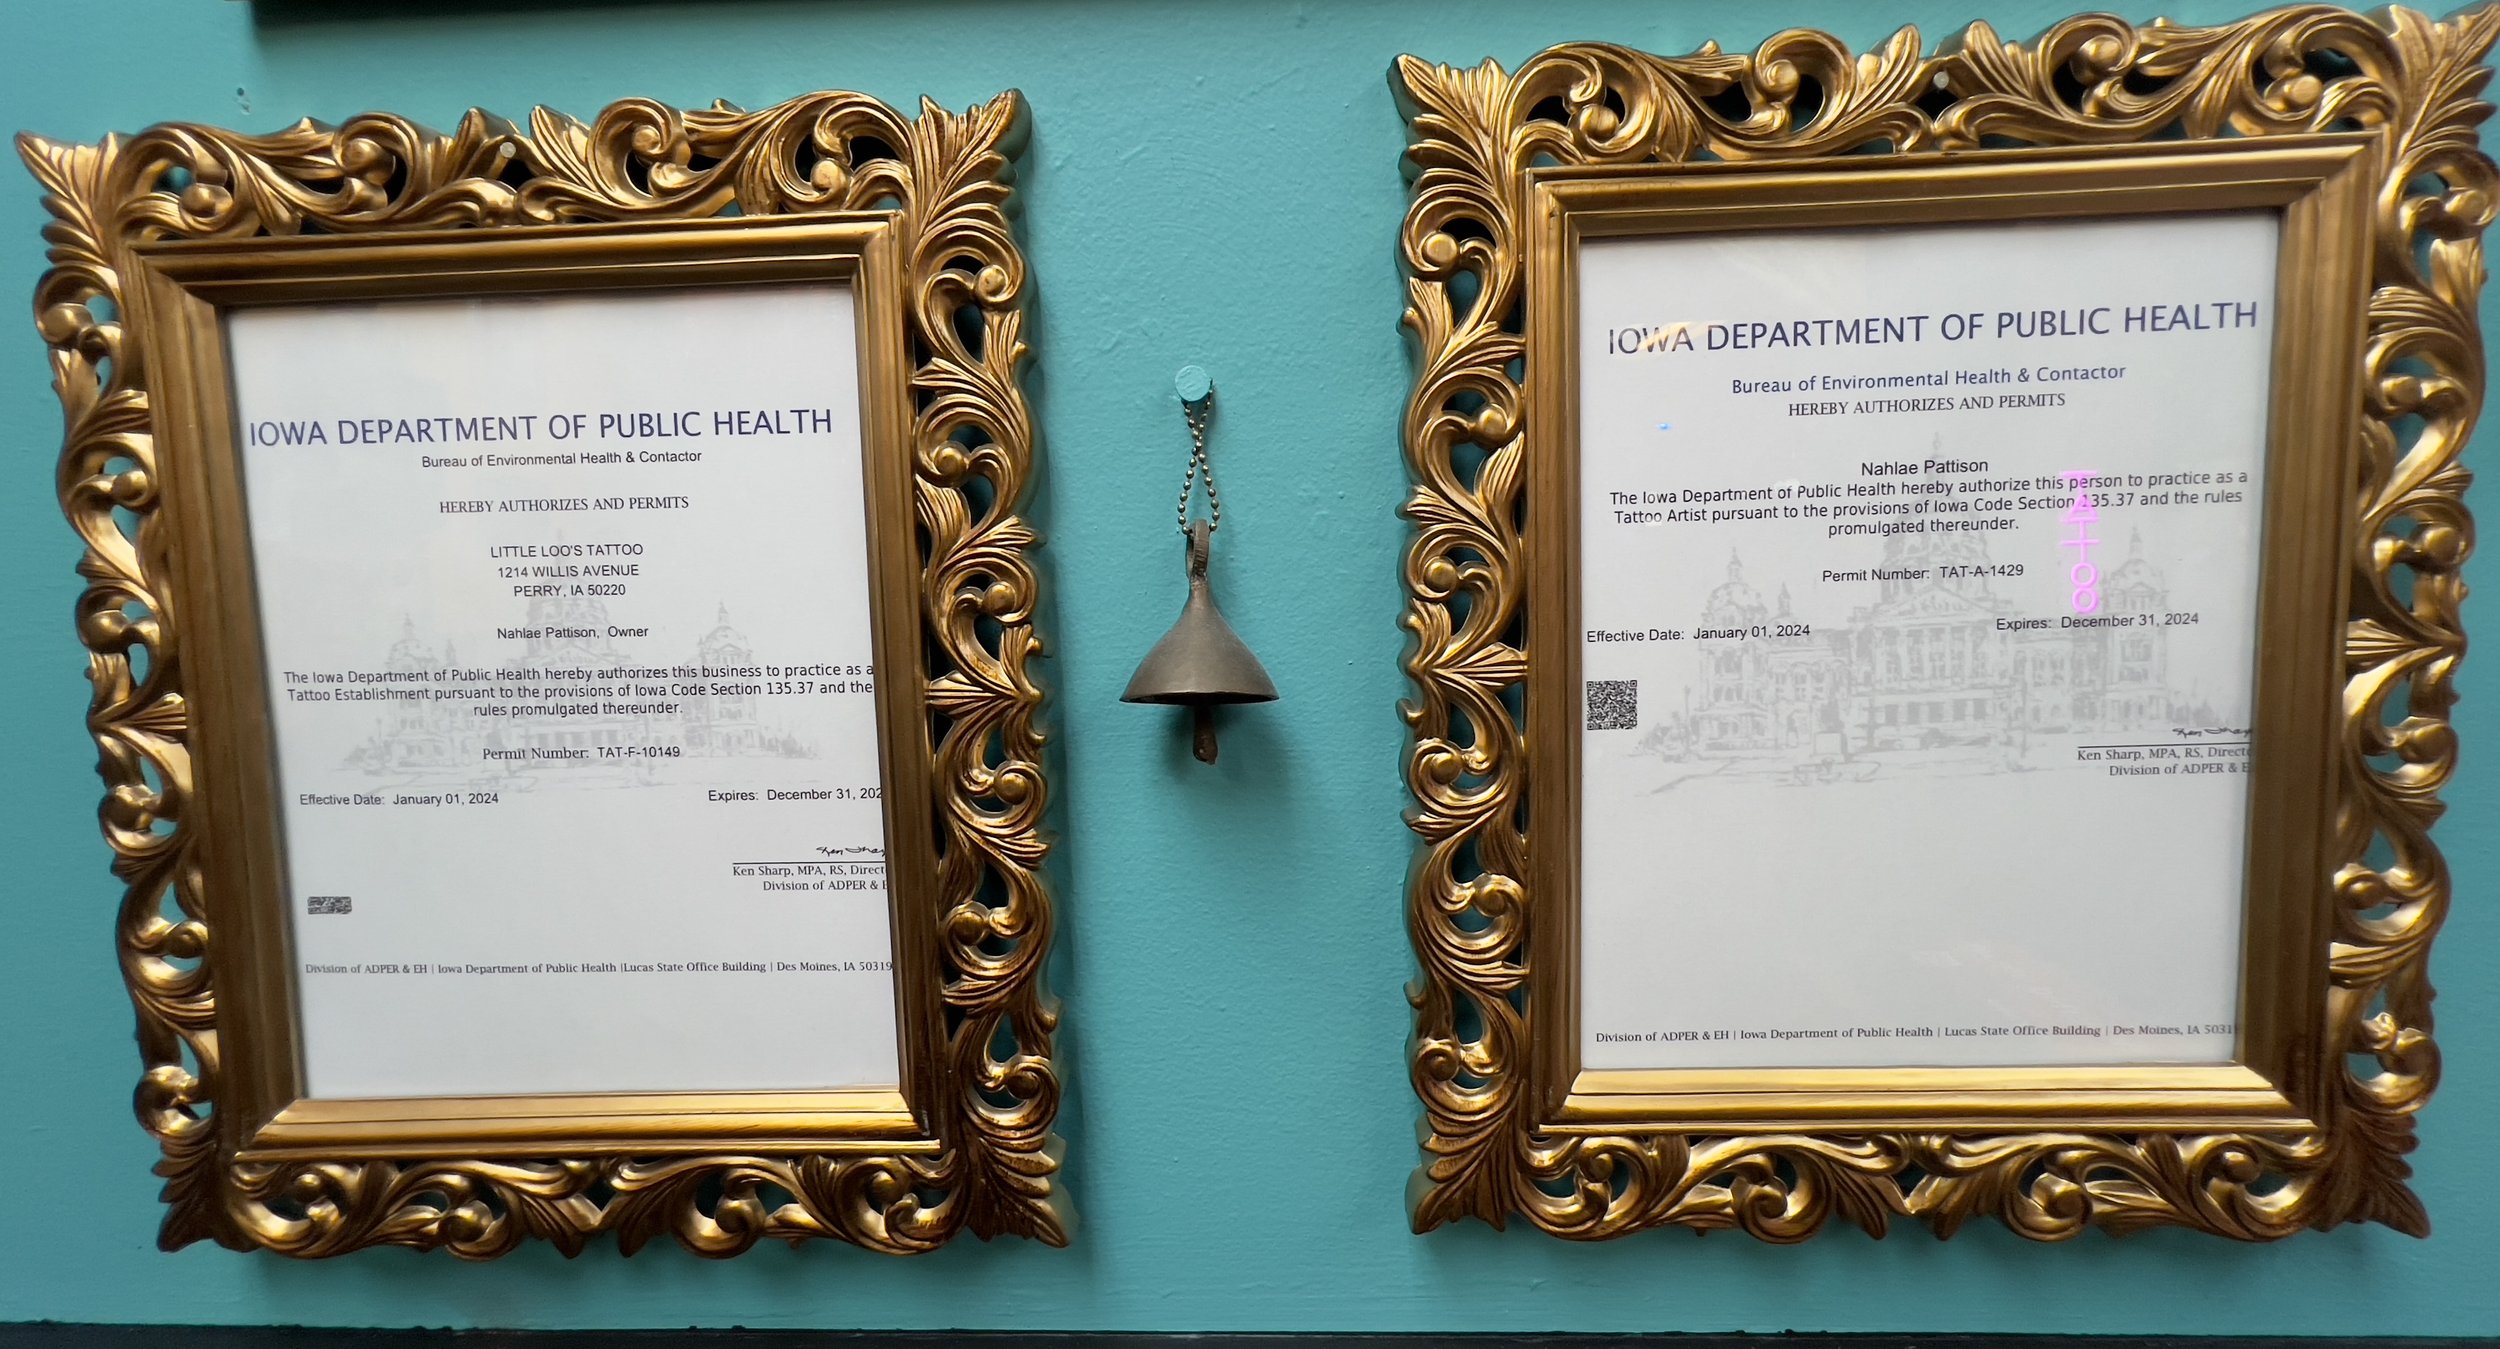 IOWA DEPARTMENT OF PUBLIC HEALTH
Bureau of Environmental Health & Contactor
HEREBY AUTHORIZES AND PERMITS
LITTLE LOO'S TATTOO
1214 WILLIS AVENUE
PERRY, IA 50220
Nahlae Pattison, Owner
The Iowa Department of Public Health hereby authorizes this business to practice as a
Tattoo Establishment pursuant to the provisions of Iowa Code Section 135.37 and the
rules promulgated thereunder.
Permit Number: TAT-F-10149
Effective Date: January 01, 2024 Expires: December 31, 202
Ken Sharp, MPA, RS, Direct
Division of ADPER & E
Division of ADPER & EH | Iowa Department of Public Health |Lucas State Office Building | Des Moines, IA 50319
IOWA DEPARTMENT OF PUBLIC HEALTH
Bureau of Environmental Health & Contactor
HEREBY AUTHORIZES AND PERMITS
Nahlae Pattison
The Iowa Department of Public Health hereby authorize this person to practice as a
Tattoo Artist pursuant to the provisions of Iowa Code Section 135.37 and the rules
promulgated thereunder.
Permit Number: TAT-A-1429
Effective Date: January 01, 2024 Expires: December 31, 2024
Ken Sharp, MPA, RS, Direct
Division of ADPER & E
Division of ADPER & EH | Iowa Department of Public Health | Lucas State Office Building | Des Moines, IA 5031
TATTOO